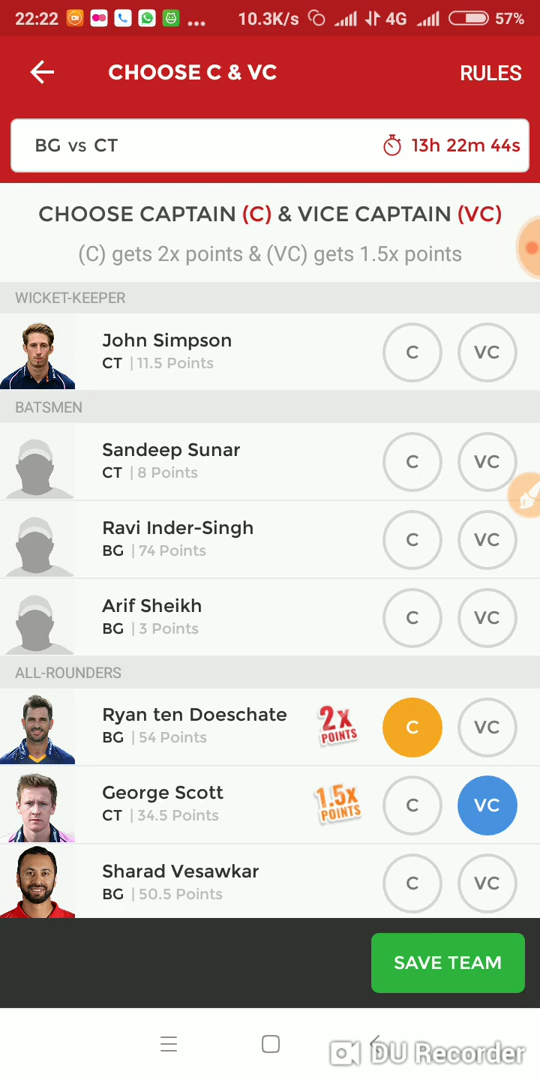 22:22 ... 10.3K/s 4G 57%
CHOOSE C & VC RULES
BG vs CT 13h 22m 44s
CHOOSE CAPTAIN (C) & VICE CAPTAIN (VC)
(C) gets 2x points & (VC) gets 1.5x points
WICKET-KEEPER
John Simpson
CT | 11.5 Points
C VC
BATSMEN
Sandeep Sunar
CT | 8 Points
C VC
Ravi Inder-Singh
BG | 74 Points
C VC
Arif Sheikh
BG | 3 Points
C VC
ALL-ROUNDERS
Ryan ten Doeschate
BG | 54 Points
2x
POINTS
C VC
George Scott
CT | 34.5 Points
1.5x
POINTS
C VC
Sharad Vesawkar
BG | 50.5 Points
C VC
SAVE TEAM
DU Recorder